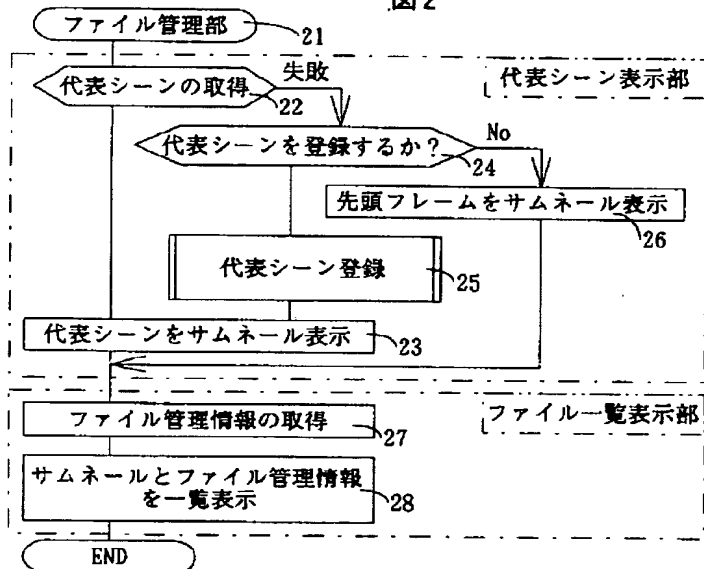 図2
ファイル管理部
21
代表シーン表示部
代表シーンの取得
22
失敗
代表シーンを登録するか?
24
No
先頭フレームをサムネール表示
26
代表シーン登録
25
代表シーンをサムネール表示
23
ファイル一覧表示部
ファイル管理情報の取得
27
サムネールとファイル管理情報
を一覧表示
28
END